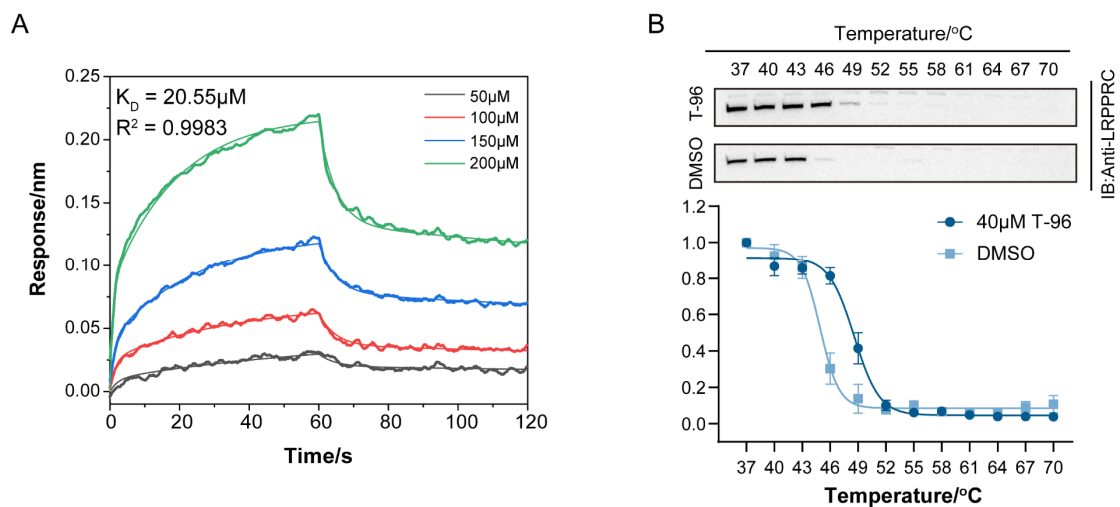 A
0.25
0.20
0.15
0.10
0.05
0.00
Response/nm
K_D = 20.55μM
R² = 0.9983
50μM
100μM
150μM
200μM
0 20 40 60 80 100 120
Time/s
B
Temperature/°C
37 40 43 46 49 52 55 58 61 64 67 70
T-96
DMSO
IB:Anti-LRPPRC
1.2
1.0
0.8
0.6
0.4
0.2
0.0
40μM T-96
DMSO
37 40 43 46 49 52 55 58 61 64 67 70
Temperature/°C